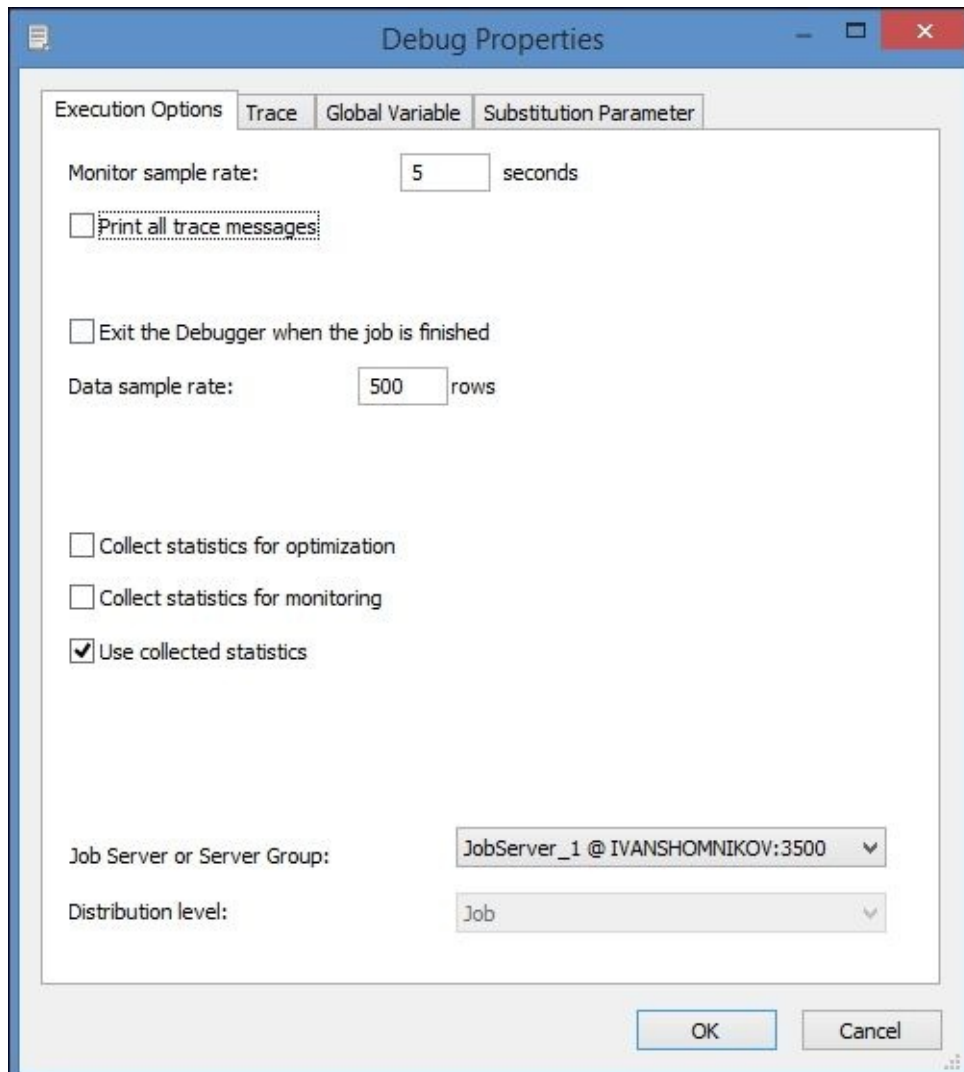 Debug Properties
Execution Options Trace Global Variable Substitution Parameter
Monitor sample rate: 5 seconds
Print all trace messages
Exit the Debugger when the job is finished
Data sample rate: 500 rows
Collect statistics for optimization
Collect statistics for monitoring
Use collected statistics
Job Server or Server Group: JobServer_1 @ IVANSHOMNIKOV:3500
Distribution level: Job
OK Cancel